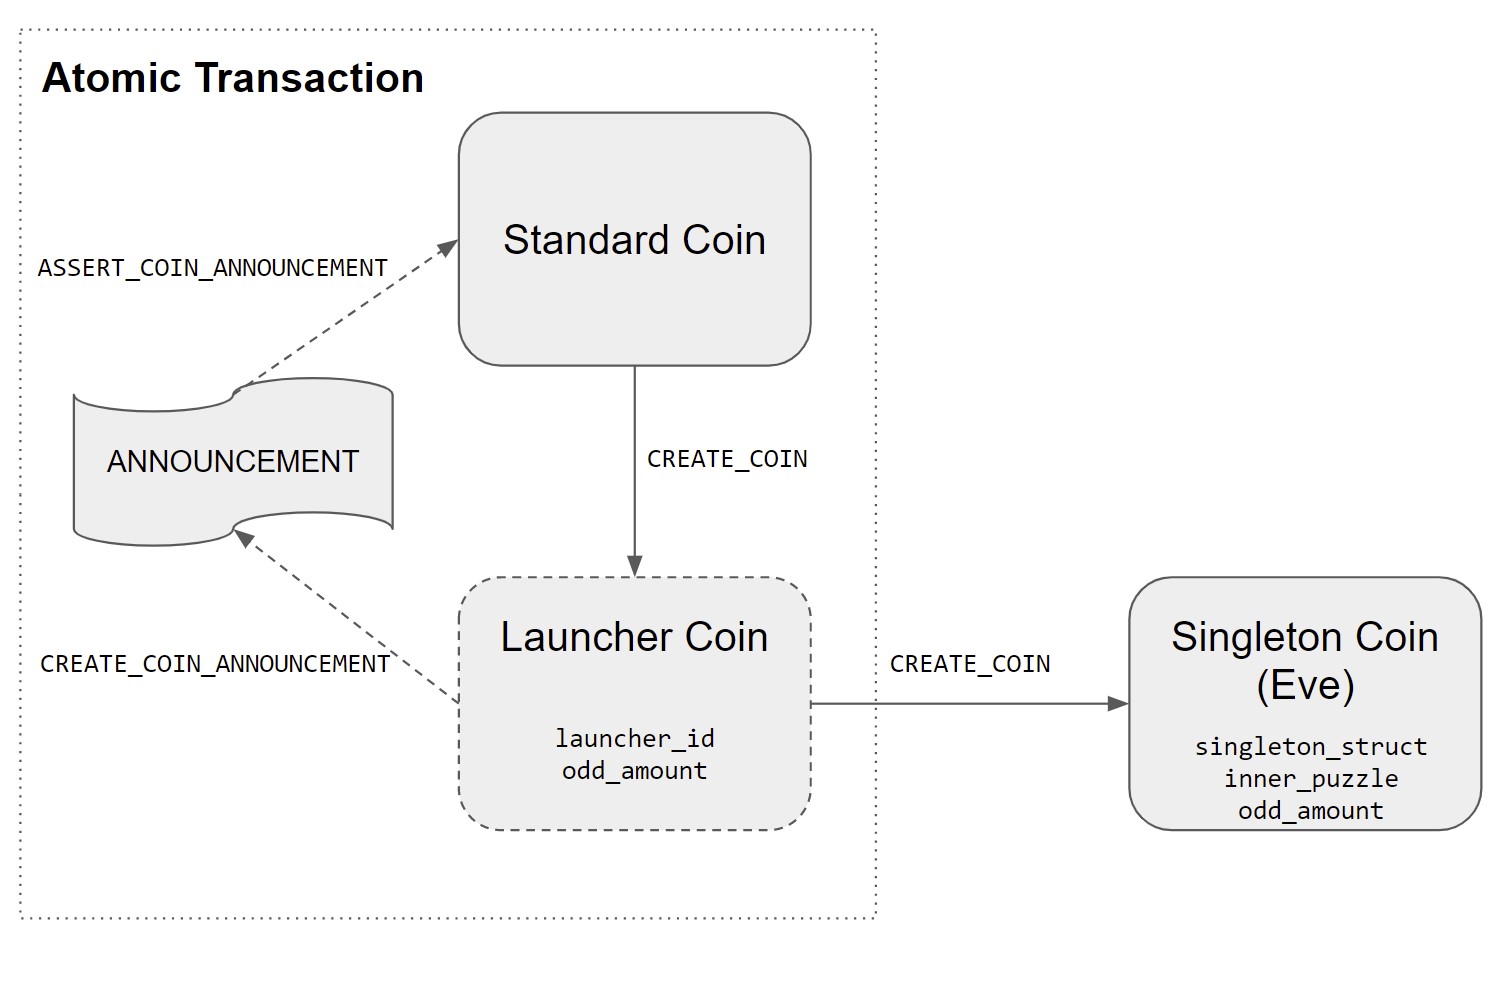 Atomic Transaction
Standard Coin
ASSERT_COIN_ANNOUNCEMENT
ANNOUNCEMENT
CREATE_COIN
Launcher Coin
launcher_id
odd_amount
CREATE_COIN_ANNOUNCEMENT
CREATE_COIN
Singleton Coin
(Eve)
singleton_struct
inner_puzzle
odd_amount